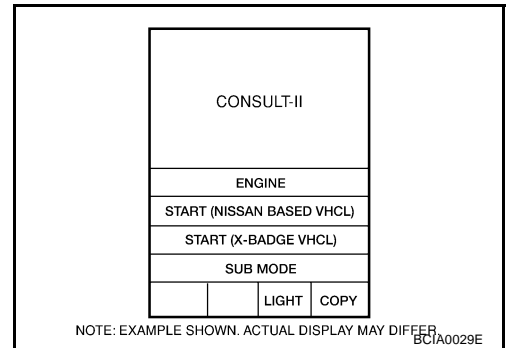 CONSULT-II
ENGINE
START (NISSAN BASED VHCL)
START (X-BADGE VHCL)
SUB MODE
LIGHT COPY
NOTE: EXAMPLE SHOWN. ACTUAL DISPLAY MAY DIFFER.
BCIA0029E